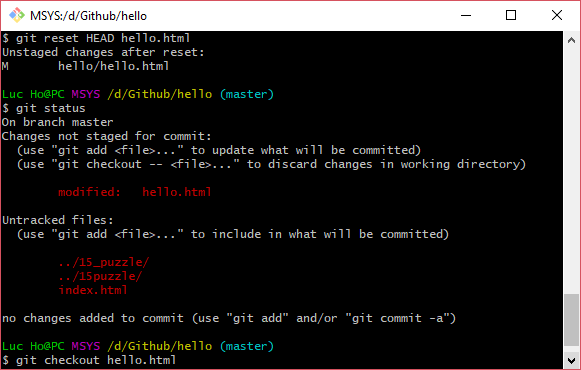 MSYS:/d/Github/hello
$ git reset HEAD hello.html
Unstaged changes after reset:
M       hello/hello.html
Luc Ho@PC MSYS /d/Github/hello (master)
$ git status
On branch master
Changes not staged for commit:
  (use "git add <file>..." to update what will be committed)
  (use "git checkout -- <file>..." to discard changes in working directory)
        modified:   hello.html
Untracked files:
  (use "git add <file>..." to include in what will be committed)
        ../15_puzzle/
        ../15puzzle/
        index.html
no changes added to commit (use "git add" and/or "git commit -a")
Luc Ho@PC MSYS /d/Github/hello (master)
$ git checkout hello.html